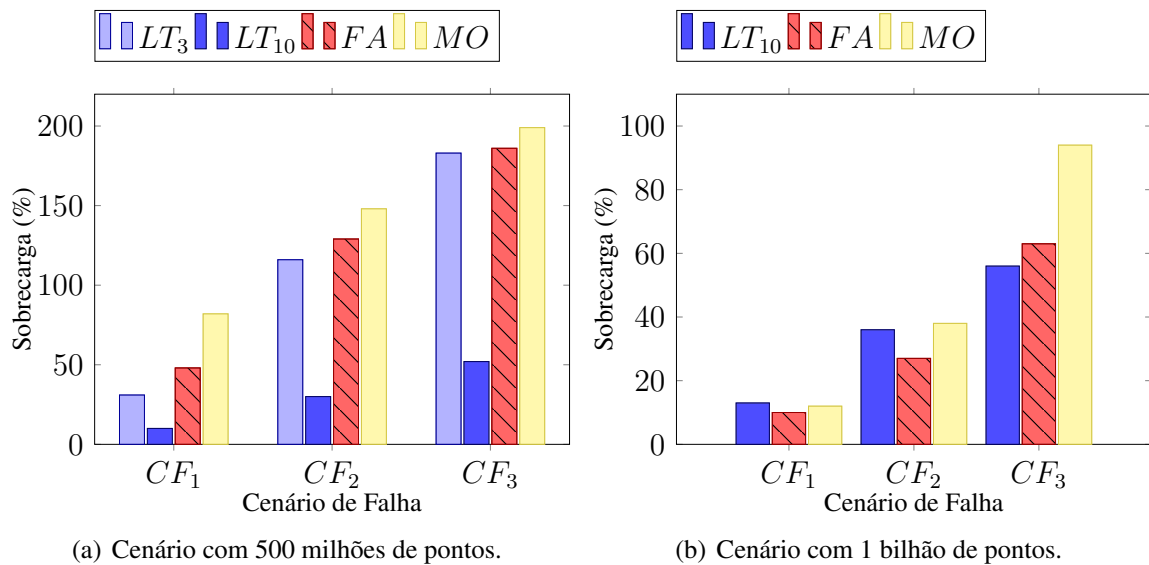 LT3 LT10 FA MO
LT10 FA MO
200
150
100
50
0
Sobrecarga (%)
CF1 CF2 CF3
Cenário de Falha
100
80
60
40
20
0
Sobrecarga (%)
CF1 CF2 CF3
Cenário de Falha
(a) Cenário com 500 milhões de pontos.
(b) Cenário com 1 bilhão de pontos.